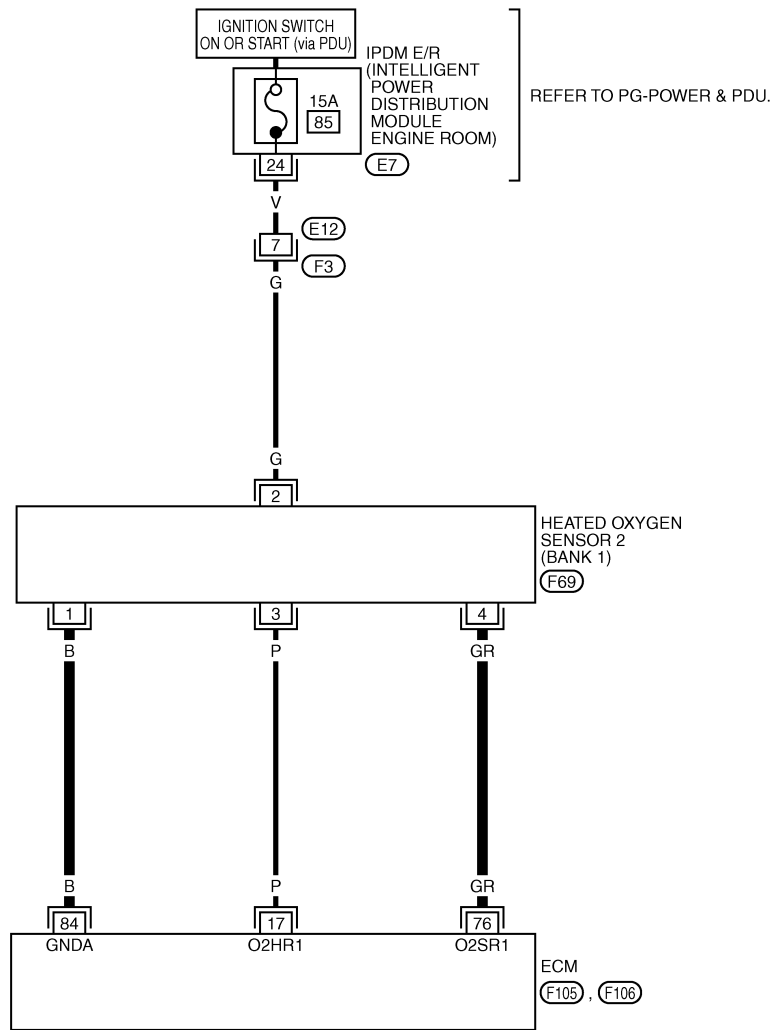 IGNITION SWITCH
ON OR START (via PDU)
IPDM E/R
(INTELLIGENT
POWER
DISTRIBUTION
MODULE
ENGINE ROOM)
REFER TO PG-POWER & PDU.
15A
85
24
E7
V
E12
7
F3
G
G
2
HEATED OXYGEN
SENSOR 2
(BANK 1)
F69
1 3 4
B P GR
B P GR
84 17 76
GNDA O2HR1 O2SR1
ECM
F105 , F106